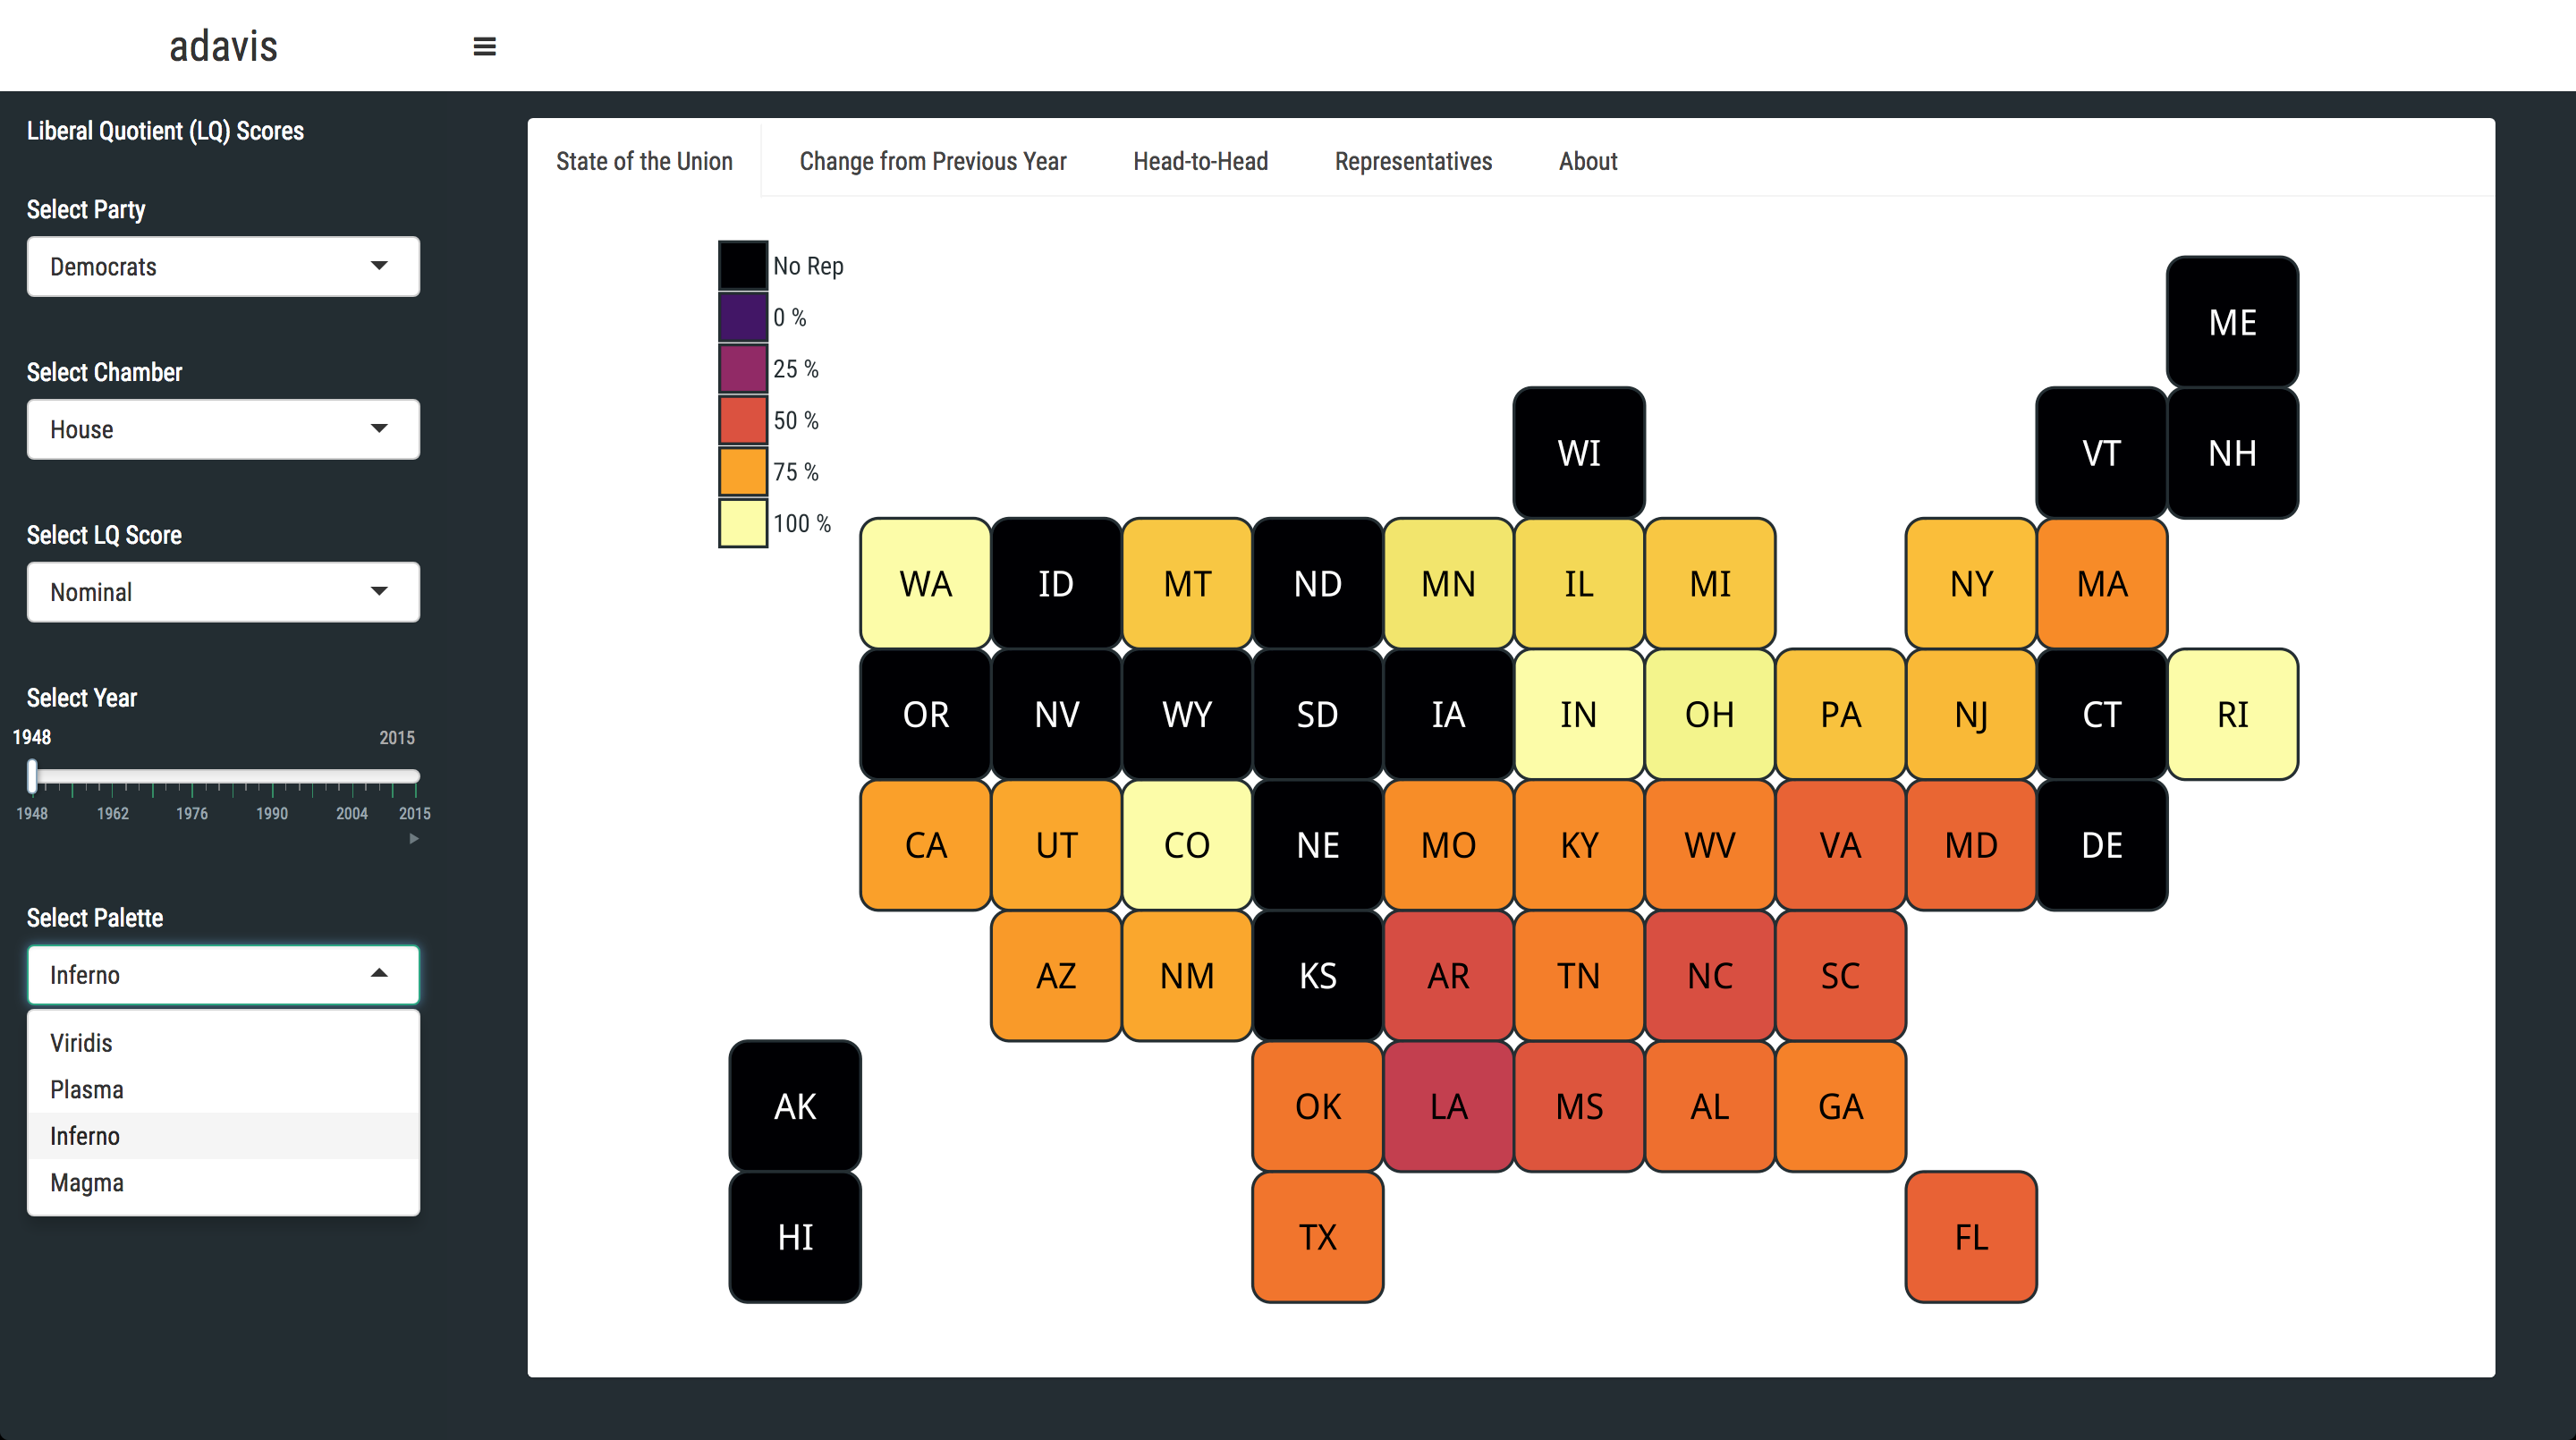 adavis
Liberal Quotient (LQ) Scores
Select Party
Democrats
Select Chamber
House
Select LQ Score
Nominal
Select Year
1948 2015
1948 1962 1976 1990 2004 2015
Select Palette
Inferno
Viridis
Plasma
Inferno
Magma
State of the Union Change from Previous Year Head-to-Head Representatives About
No Rep
0 %
25 %
50 %
75 %
100 %
ME
WI VT NH
WA ID MT ND MN IL MI NY MA
OR NV WY SD IA IN OH PA NJ CT RI
CA UT CO NE MO KY WV VA MD DE
AZ NM KS AR TN NC SC
AK OK LA MS AL GA
HI TX FL